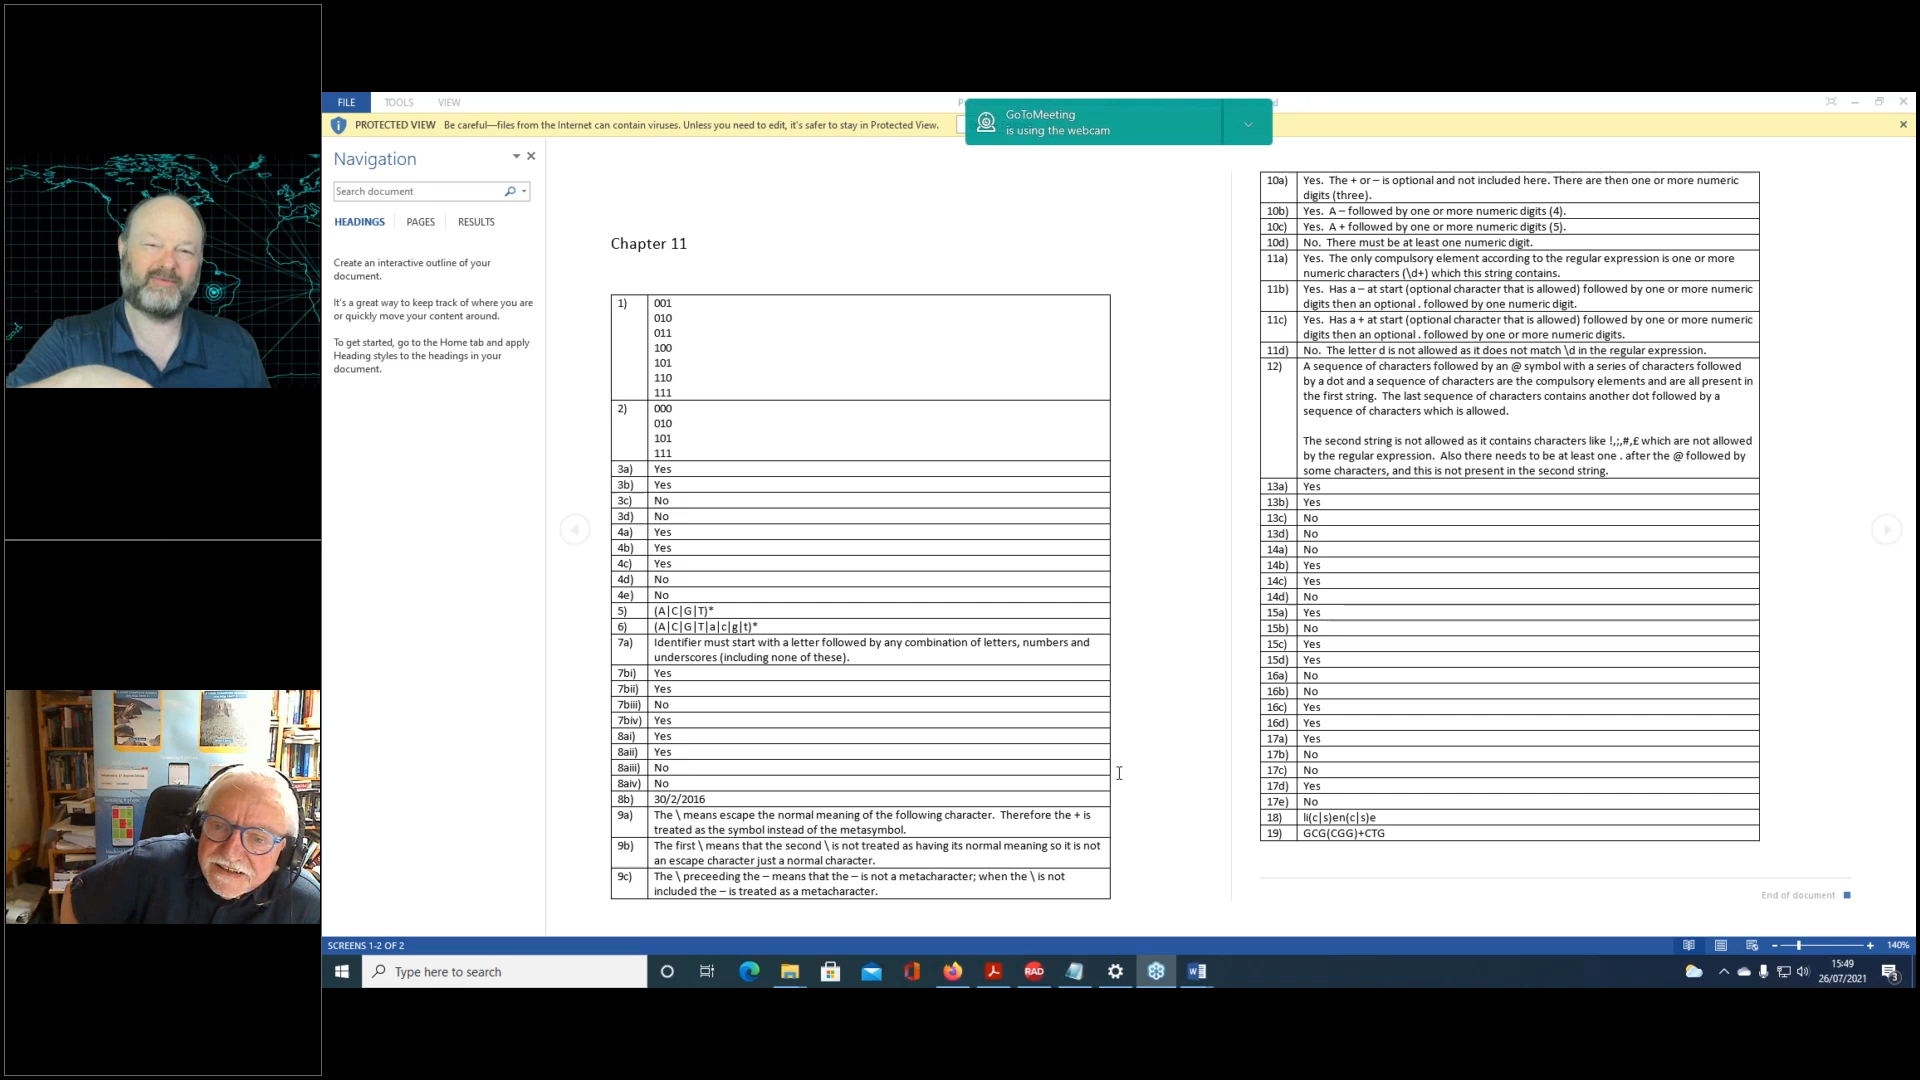 FILE TOOLS VIEW
GoToMeeting
is using the webcam
PROTECTED VIEW Be careful—files from the Internet can contain viruses. Unless you need to edit, it's safer to stay in Protected View.
Navigation
Search document
HEADINGS PAGES RESULTS
Create an interactive outline of your
document.
It's a great way to keep track of where you are
or quickly move your content around.
To get started, go to the Home tab and apply
Heading styles to the headings in your
document.
Chapter 11
1) 001
010
011
100
101
110
111
2) 000
010
101
111
3a) Yes
3b) Yes
3c) No
3d) No
4a) Yes
4b) Yes
4c) Yes
4d) No
4e) No
5) (A|C|G|T)*
6) (A|C|G|T|a|c|g|t)*
7a) Identifier must start with a letter followed by any combination of letters, numbers and
underscores (including none of these).
7bi) Yes
7bii) Yes
7biii) No
7biv) Yes
8ai) Yes
8aii) Yes
8aiii) No
8aiv) No
8b) 30/2/2016
9a) The \ means escape the normal meaning of the following character. Therefore the + is
treated as the symbol instead of the metasymbol.
9b) The first \ means that the second \ is not treated as having its normal meaning so it is not
an escape character just a normal character.
9c) The \ preceeding the – means that the – is not a metacharacter; when the \ is not
included the – is treated as a metacharacter.
10a) Yes. The + or – is optional and not included here. There are then one or more numeric
digits (three).
10b) Yes. A – followed by one or more numeric digits (4).
10c) Yes. A + followed by one or more numeric digits (5).
10d) No. There must be at least one numeric digit.
11a) Yes. The only compulsory element according to the regular expression is one or more
numeric characters (\d+) which this string contains.
11b) Yes. Has a – at start (optional character that is allowed) followed by one or more numeric
digits then an optional . followed by one numeric digit.
11c) Yes. Has a + at start (optional character that is allowed) followed by one or more numeric
digits then an optional . followed by one or more numeric digits.
11d) No. The letter d is not allowed as it does not match \d in the regular expression.
12) A sequence of characters followed by an @ symbol with a series of characters followed
by a dot and a sequence of characters are the compulsory elements and are all present in
the first string. The last sequence of characters contains another dot followed by a
sequence of characters which is allowed.
The second string is not allowed as it contains characters like !,;,#,£ which are not allowed
by the regular expression. Also there needs to be at least one . after the @ followed by
some characters, and this is not present in the second string.
13a) Yes
13b) Yes
13c) No
13d) No
14a) No
14b) Yes
14c) Yes
14d) No
15a) Yes
15b) No
15c) Yes
15d) Yes
16a) No
16b) No
16c) Yes
16d) Yes
17a) Yes
17b) No
17c) No
17d) Yes
17e) No
18) li(c|s)en(c|s)e
19) GCG(CGG)+CTG
End of document
SCREENS 1-2 OF 2
140%
Type here to search
RAD
15:49
26/07/2021
3